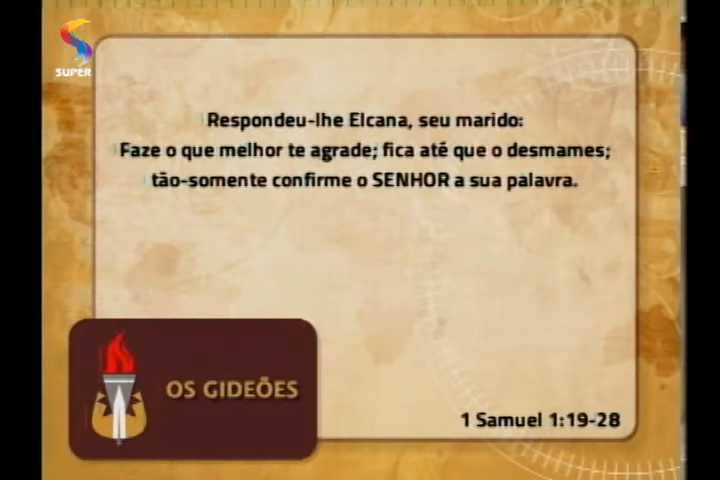 SUPER
Respondeu-lhe Elcana, seu marido:
Faze o que melhor te agrade; fica até que o desmames;
tão-somente confirme o SENHOR a sua palavra.
OS GIDEÕES
1 Samuel 1:19-28